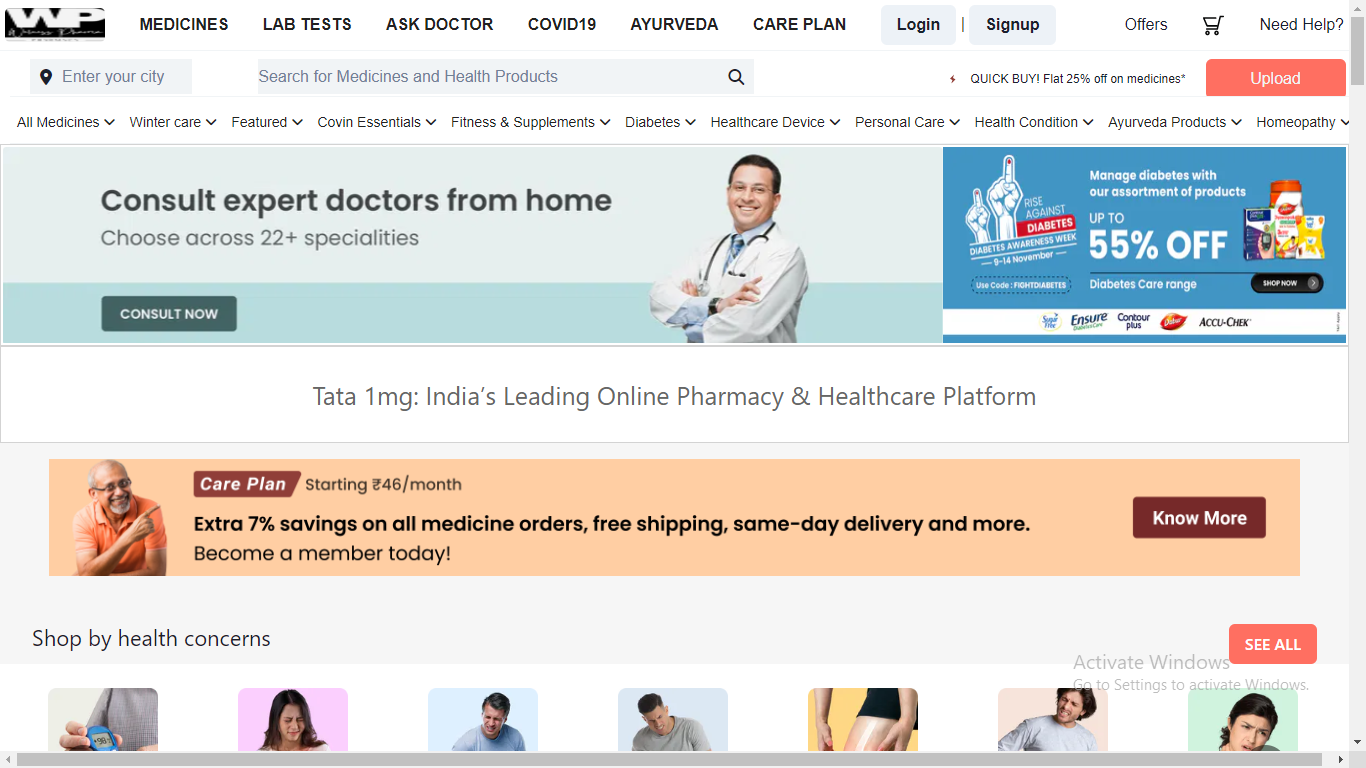 WP
MEDICINES LAB TESTS ASK DOCTOR COVID19 AYURVEDA CARE PLAN Login | Signup Offers Need Help?
Enter your city Search for Medicines and Health Products QUICK BUY! Flat 25% off on medicines* Upload
All Medicines Winter care Featured Covin Essentials Fitness & Supplements Diabetes Healthcare Device Personal Care Health Condition Ayurveda Products Homeopathy
Consult expert doctors from home
Choose across 22+ specialities
CONSULT NOW
RISE
AGAINST
DIABETES
DIABETES AWARENESS WEEK
9-14 November
Use Code : FIGHTDIABETES
Manage diabetes with
our assortment of products
UP TO
55% OFF
Diabetes Care range
SHOP NOW
Sugar Free Ensure Diabetes Care Contour plus Dabur ACCU-CHEK
Tata 1mg: India’s Leading Online Pharmacy & Healthcare Platform
Care Plan Starting ₹46/month
Extra 7% savings on all medicine orders, free shipping, same-day delivery and more.
Become a member today!
Know More
Shop by health concerns
SEE ALL
Activate Windows
Go to Settings to activate Windows.